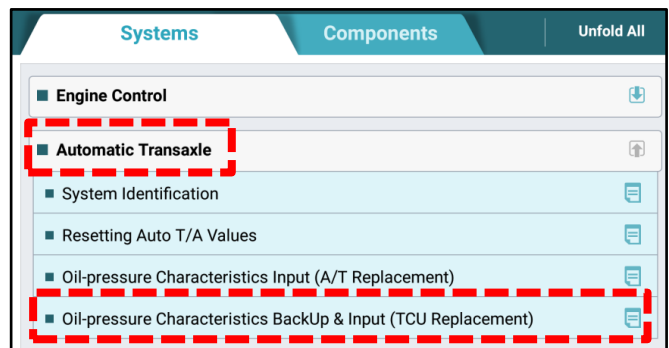 Systems
Components
Unfold All
Engine Control
Automatic Transaxle
System Identification
Resetting Auto T/A Values
Oil-pressure Characteristics Input (A/T Replacement)
Oil-pressure Characteristics BackUp & Input (TCU Replacement)